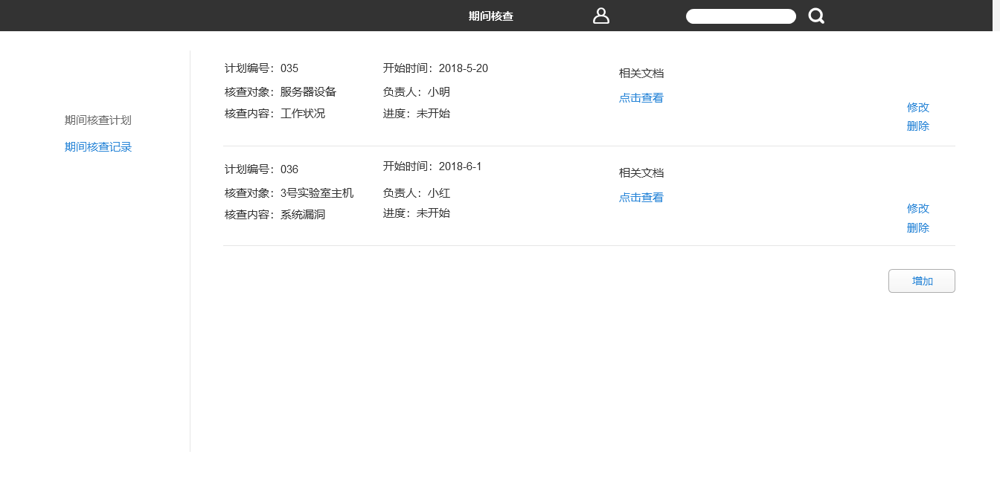 期间核查
期间核查计划
期间核查记录
计划编号：035
开始时间：2018-5-20
相关文档
核查对象：服务器设备
负责人：小明
点击查看
核查内容：工作状况
进度：未开始
修改
删除
计划编号：036
开始时间：2018-6-1
相关文档
核查对象：3号实验室主机
负责人：小红
点击查看
核查内容：系统漏洞
进度：未开始
修改
删除
增加